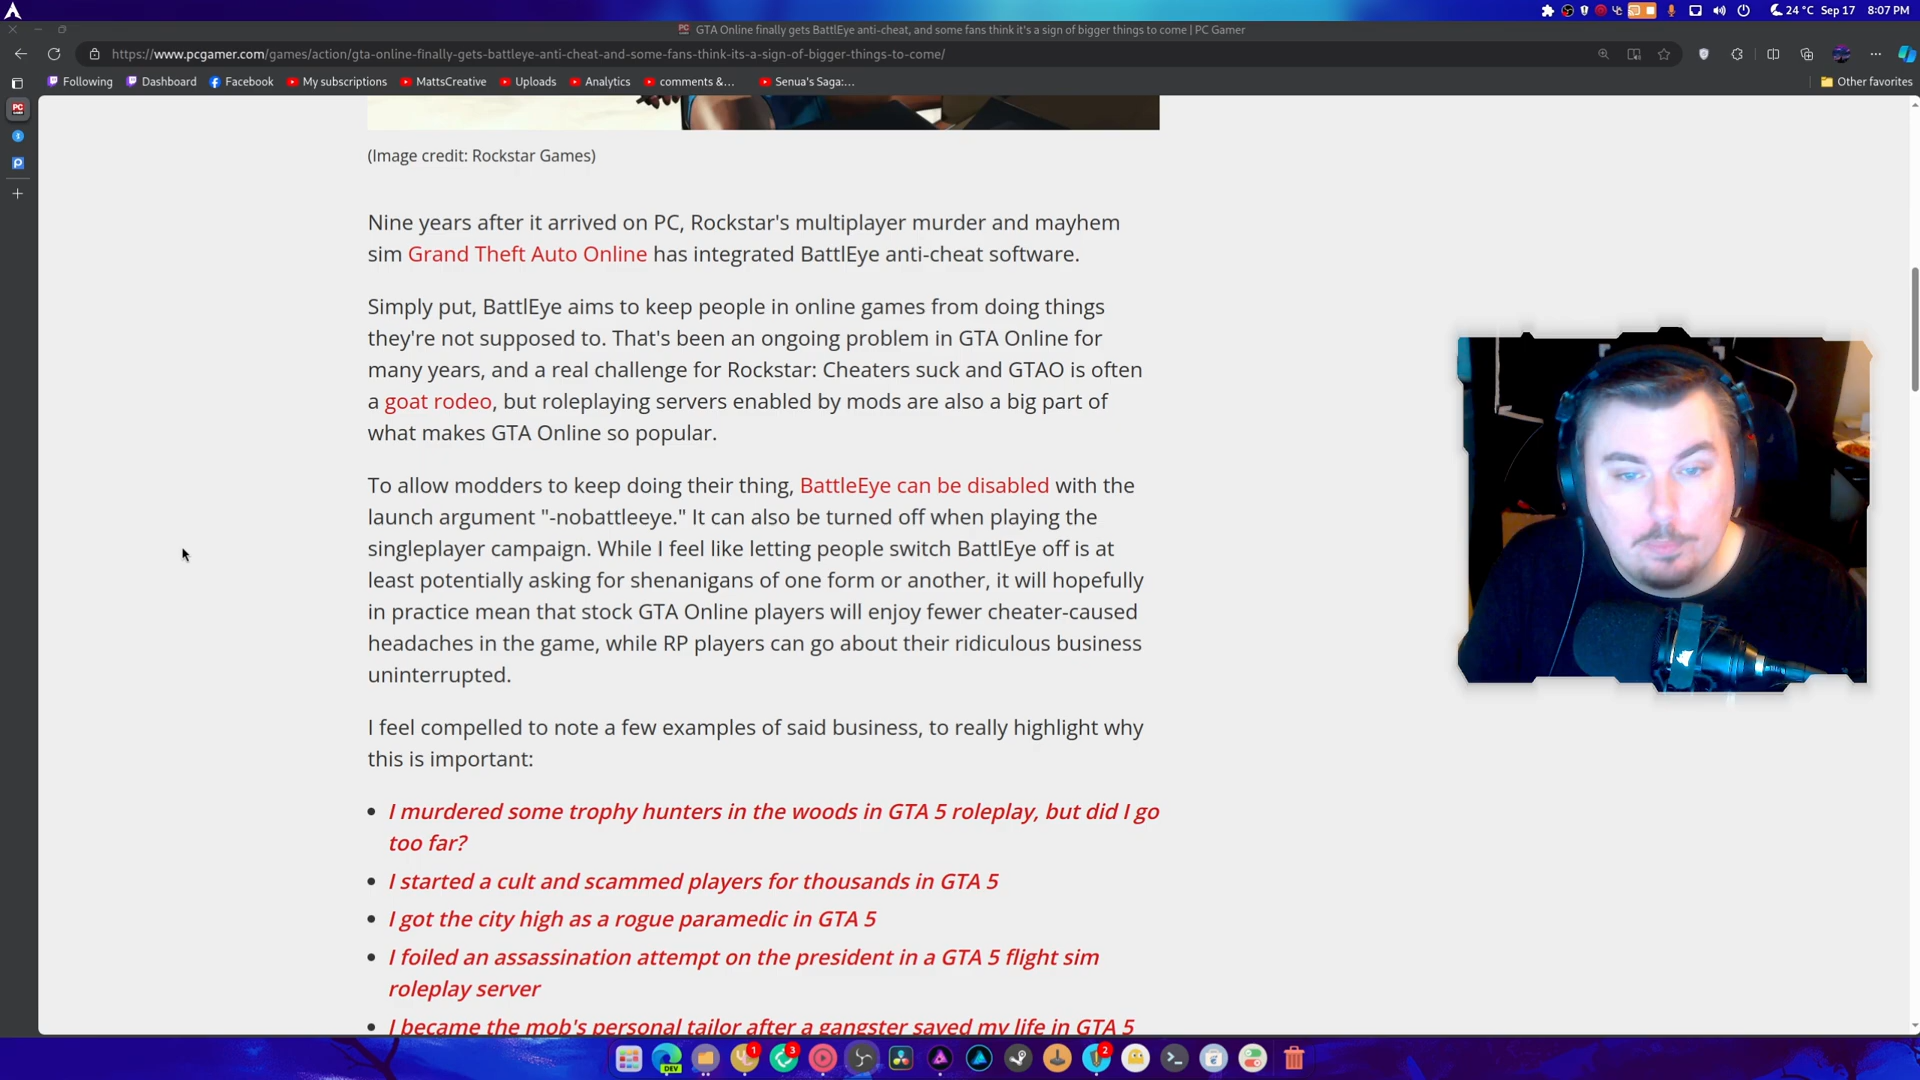 24 °C Sep 17 8:07 PM
GTA Online finally gets BattlEye anti-cheat, and some fans think it's a sign of bigger things to come | PC Gamer
https://www.pcgamer.com/games/action/gta-online-finally-gets-battleye-anti-cheat-and-some-fans-think-its-a-sign-of-bigger-things-to-come/
Following Dashboard Facebook My subscriptions MattsCreative Uploads Analytics comments &... Senua's Saga:... Other favorites
(Image credit: Rockstar Games)
Nine years after it arrived on PC, Rockstar's multiplayer murder and mayhem
sim Grand Theft Auto Online has integrated BattlEye anti-cheat software.
Simply put, BattlEye aims to keep people in online games from doing things
they're not supposed to. That's been an ongoing problem in GTA Online for
many years, and a real challenge for Rockstar: Cheaters suck and GTAO is often
a goat rodeo, but roleplaying servers enabled by mods are also a big part of
what makes GTA Online so popular.
To allow modders to keep doing their thing, BattleEye can be disabled with the
launch argument "-nobattleeye." It can also be turned off when playing the
singleplayer campaign. While I feel like letting people switch BattlEye off is at
least potentially asking for shenanigans of one form or another, it will hopefully
in practice mean that stock GTA Online players will enjoy fewer cheater-caused
headaches in the game, while RP players can go about their ridiculous business
uninterrupted.
I feel compelled to note a few examples of said business, to really highlight why
this is important:
• I murdered some trophy hunters in the woods in GTA 5 roleplay, but did I go
too far?
• I started a cult and scammed players for thousands in GTA 5
• I got the city high as a rogue paramedic in GTA 5
• I foiled an assassination attempt on the president in a GTA 5 flight sim
roleplay server
• I became the mob's personal tailor after a gangster saved my life in GTA 5
DEV 1 3 2